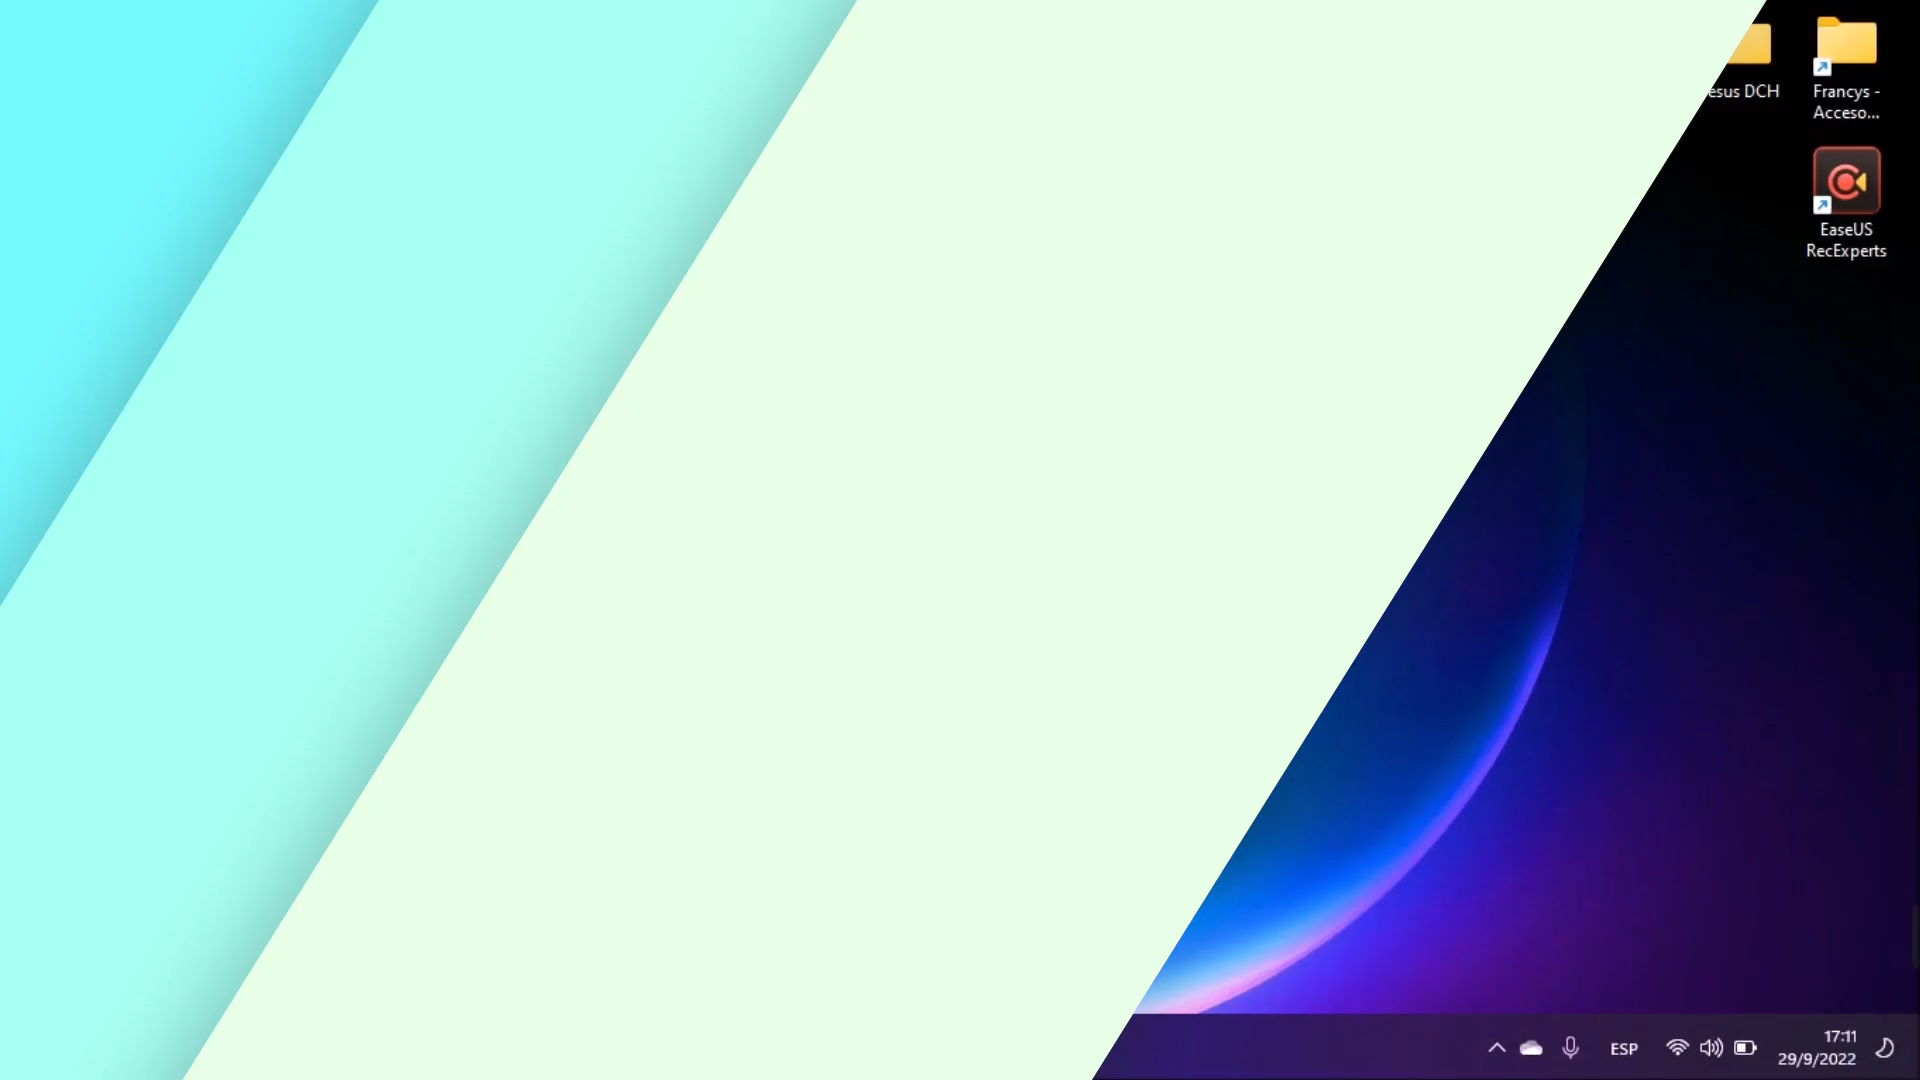 esus DCH
Francys -
Acceso...
EaseUS
RecExperts
ESP
17:11
29/9/2022